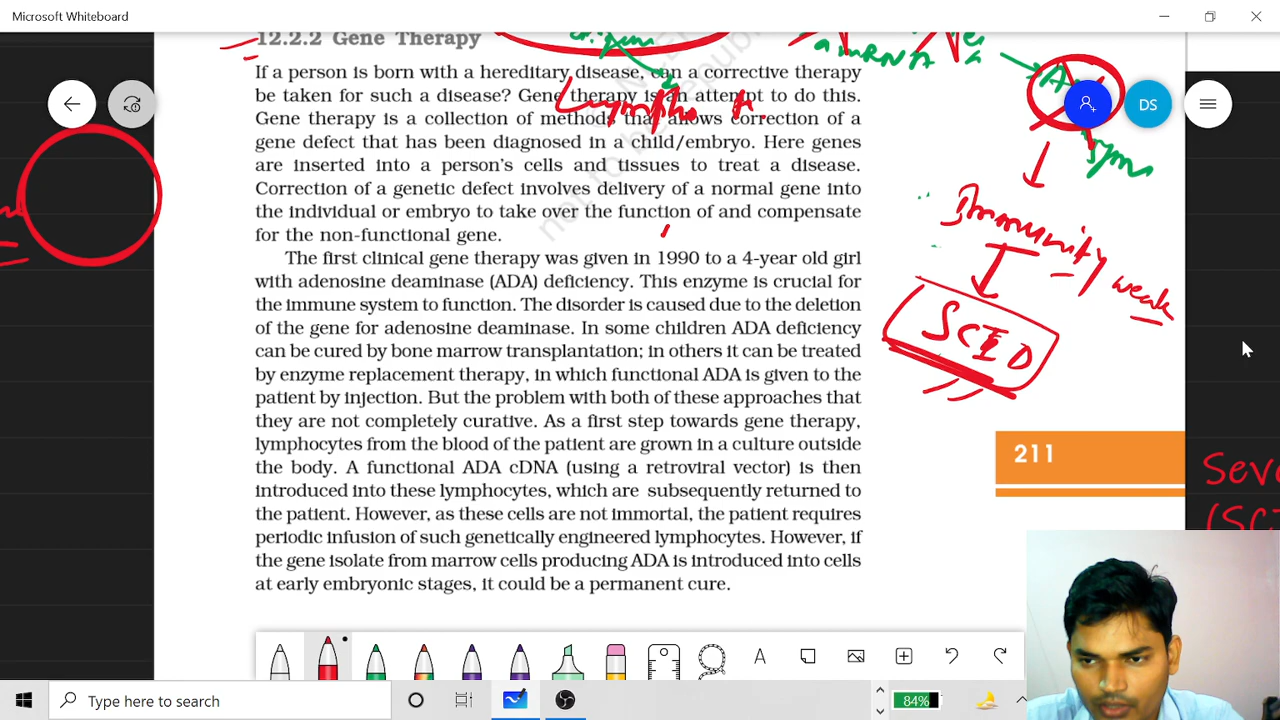 Microsoft Whiteboard
12.2.2 Gene Therapy
a mRNA
If a person is born with a hereditary disease, can a corrective therapy
be taken for such a disease? Gene therapy is an attempt to do this.
Lympho
DS
Gene therapy is a collection of methods that allows correction of a
gene defect that has been diagnosed in a child/embryo. Here genes
are inserted into a person's cells and tissues to treat a disease.
Correction of a genetic defect involves delivery of a normal gene into
the individual or embryo to take over the function of and compensate
for the non-functional gene.
Immunity weak
The first clinical gene therapy was given in 1990 to a 4-year old girl
with adenosine deaminase (ADA) deficiency. This enzyme is crucial for
the immune system to function. The disorder is caused due to the deletion
of the gene for adenosine deaminase. In some children ADA deficiency
SCID
can be cured by bone marrow transplantation; in others it can be treated
by enzyme replacement therapy, in which functional ADA is given to the
patient by injection. But the problem with both of these approaches that
they are not completely curative. As a first step towards gene therapy,
lymphocytes from the blood of the patient are grown in a culture outside
the body. A functional ADA cDNA (using a retroviral vector) is then
introduced into these lymphocytes, which are subsequently returned to
the patient. However, as these cells are not immortal, the patient requires
periodic infusion of such genetically engineered lymphocytes. However, if
the gene isolate from marrow cells producing ADA is introduced into cells
at early embryonic stages, it could be a permanent cure.
211
Seve
(SC
A
Type here to search
84%